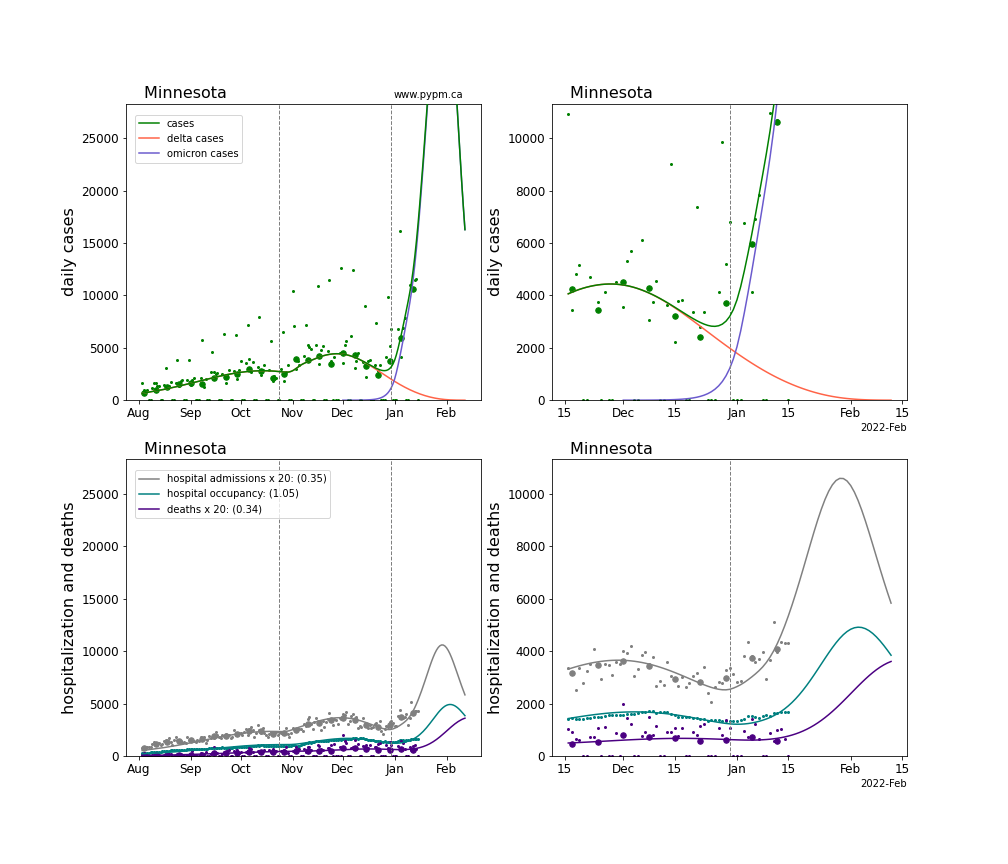 Minnesota
www.pypm.ca
daily cases
25000
20000
15000
10000
5000
0
cases
delta cases
omicron cases
Aug Sep Oct Nov Dec Jan Feb
Minnesota
daily cases
10000
8000
6000
4000
2000
0
15 Dec 15 Jan 15 Feb 15
2022-Feb
Minnesota
hospitalization and deaths
25000
20000
15000
10000
5000
0
hospital admissions x 20: (0.35)
hospital occupancy: (1.05)
deaths x 20: (0.34)
Aug Sep Oct Nov Dec Jan Feb
Minnesota
hospitalization and deaths
10000
8000
6000
4000
2000
0
15 Dec 15 Jan 15 Feb 15
2022-Feb